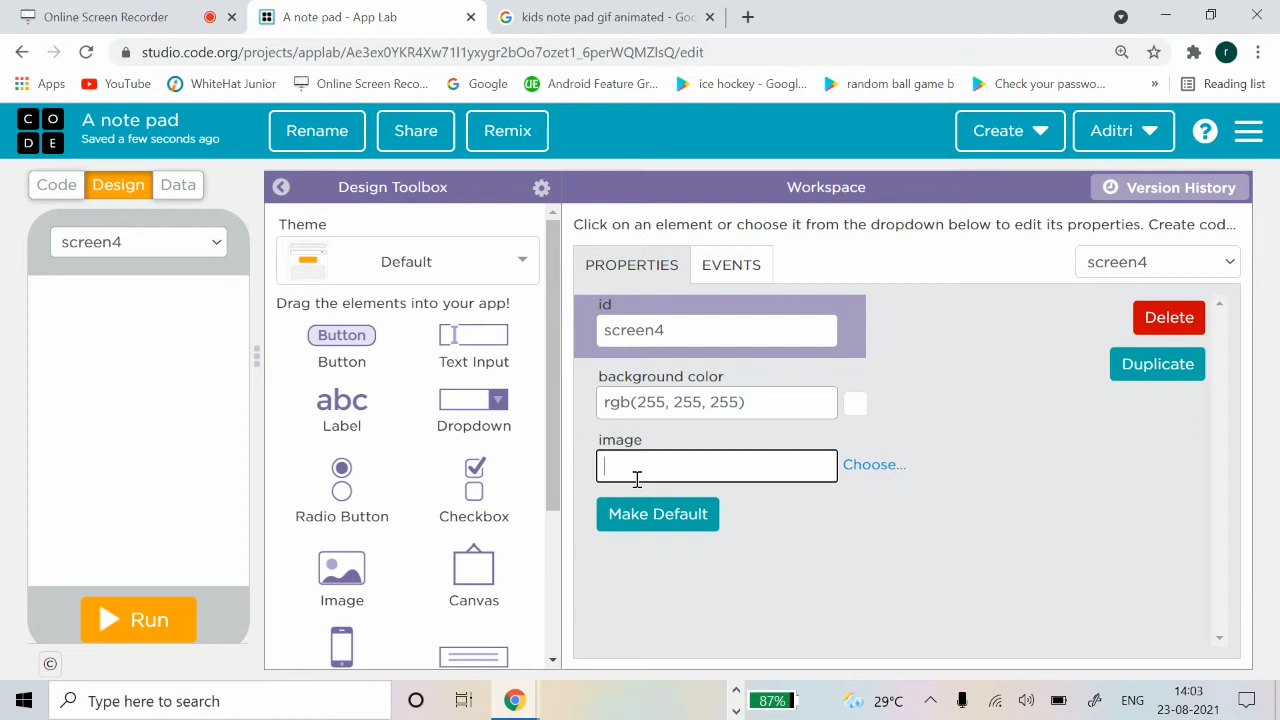 Online Screen Recorder
A note pad - App Lab
kids note pad gif animated - Goo
studio.code.org/projects/applab/Ae3ex0YKR4Xw71l1yxygr2bOo7ozet1_6perWQMZlsQ/edit
r
Apps
YouTube
WhiteHat Junior
Online Screen Reco...
Google
UE
Android Feature Gr...
ice hockey - Googl...
random ball game b
Check your passwo...
»
Reading list
C O
D E
A note pad
Saved a few seconds ago
Rename
Share
Remix
Create
Aditri
?
Code
Design
Data
Design Toolbox
Workspace
Version History
screen4
Theme
Default
Drag the elements into your app!
Button
Button
Text Input
abc
Label
Dropdown
Radio Button
Checkbox
Image
Canvas
Click on an element or choose it from the dropdown below to edit its properties. Create cod...
PROPERTIES
EVENTS
screen4
id
screen4
Delete
Duplicate
background color
rgb(255, 255, 255)
image
Choose...
Make Default
Run
©
Type here to search
87%
29°C
ENG
14:03
23-08-2021